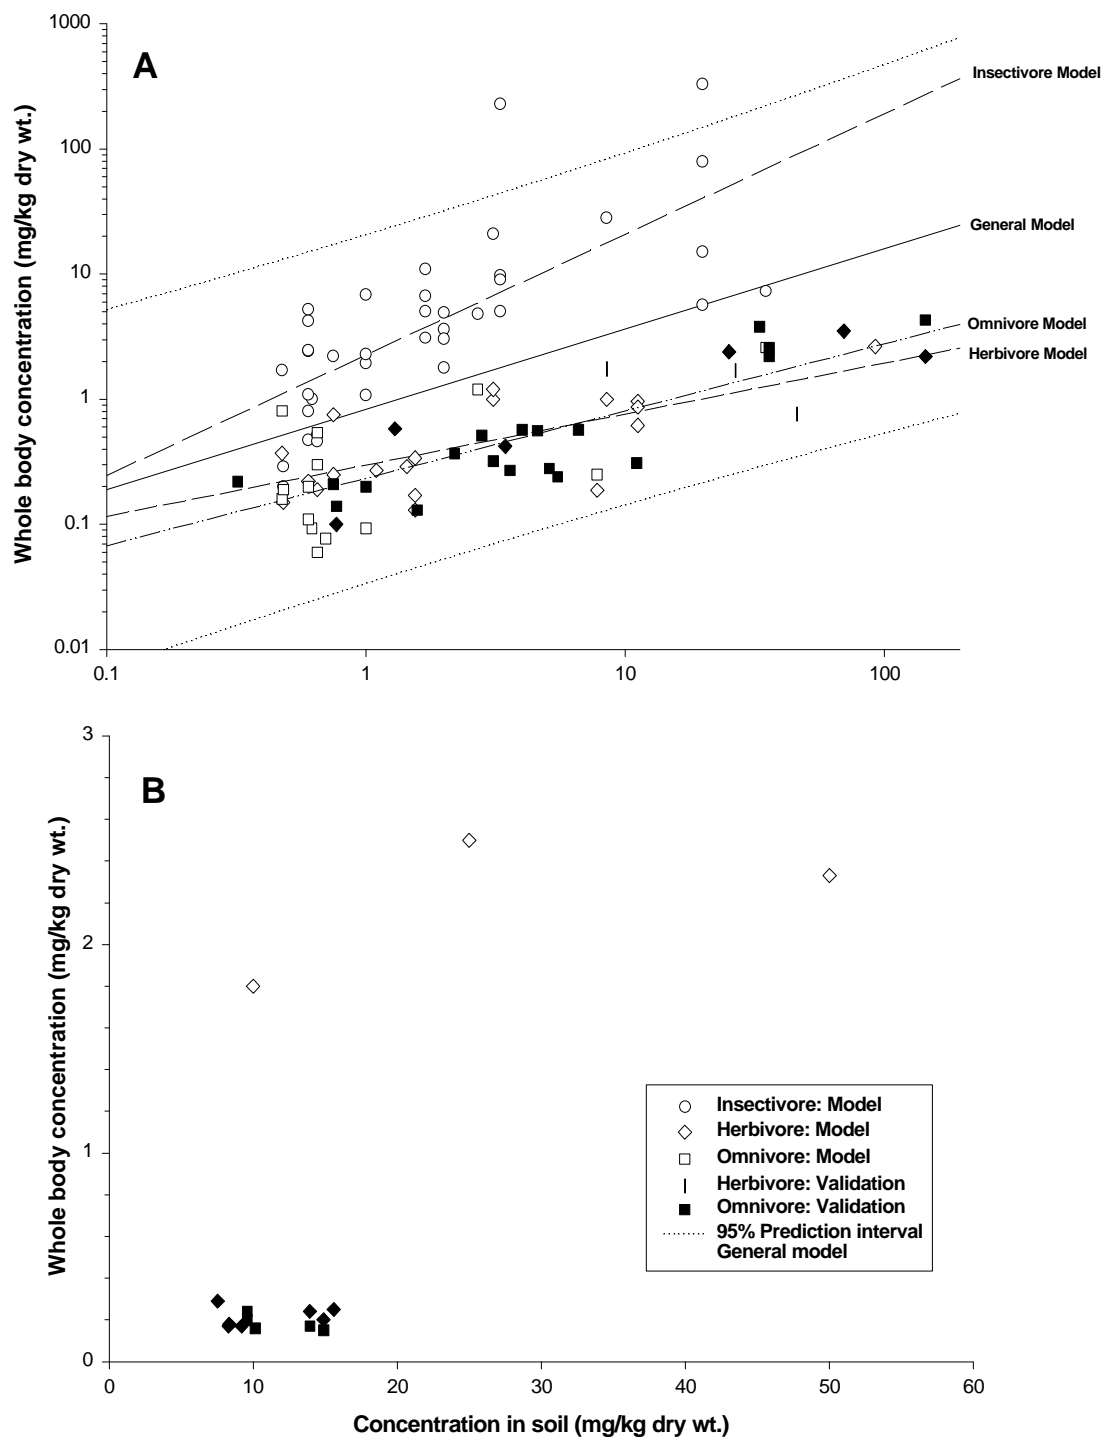 1000
A
Insectivore Model
100
General Model
10
Omnivore Model
Herbivore Model
1
0.1
0.01
0.1 1 10 100
Whole body concentration (mg/kg dry wt.)
3
B
2
1
0
Insectivore: Model
Herbivore: Model
Omnivore: Model
Herbivore: Validation
Omnivore: Validation
95% Prediction interval
General model
0 10 20 30 40 50 60
Whole body concentration (mg/kg dry wt.)
Concentration in soil (mg/kg dry wt.)